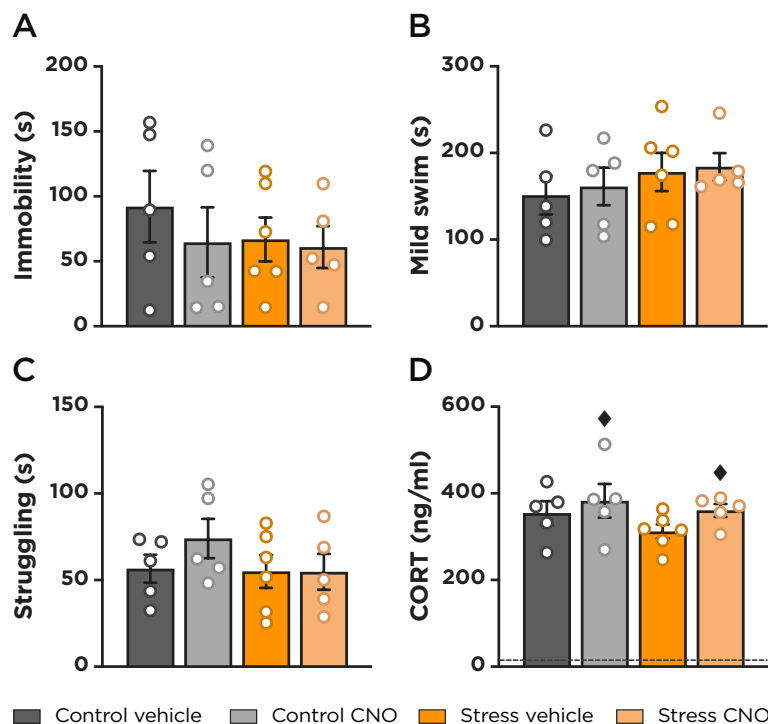 A
Immobility (s)
200
150
100
50
0
B
Mild swim (s)
300
200
100
0
C
Struggling (s)
150
100
50
0
D
CORT (ng/ml)
600
400
200
0
Control vehicle Control CNO Stress vehicle Stress CNO